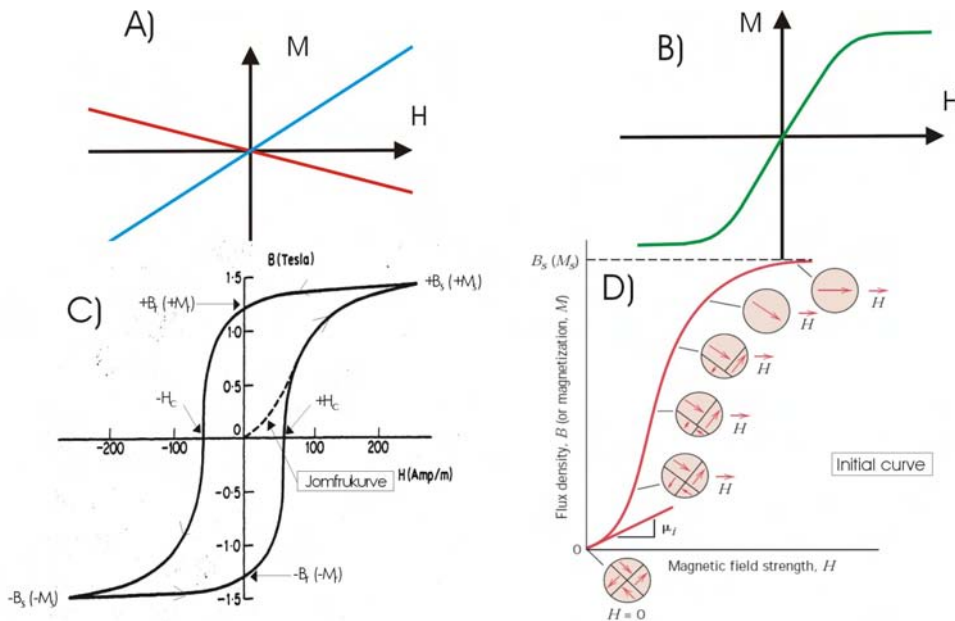 A)
M
H
B)
M
H
C)
B (Tesla)
1·5
+Bs (+Ms)
+Br (+Mr)
1·0
0·5
-Hc
+Hc
0
-200
-100
100
200
H (Amp/m)
Jomfrukurve
-0·5
-1·0
-Br (-Mr)
-1·5
-Bs (-Ms)
D)
Bs (Ms)
Flux density, B (or magnetization, M)
H
H
H
H
H
Initial curve
μi
0
Magnetic field strength, H
H = 0